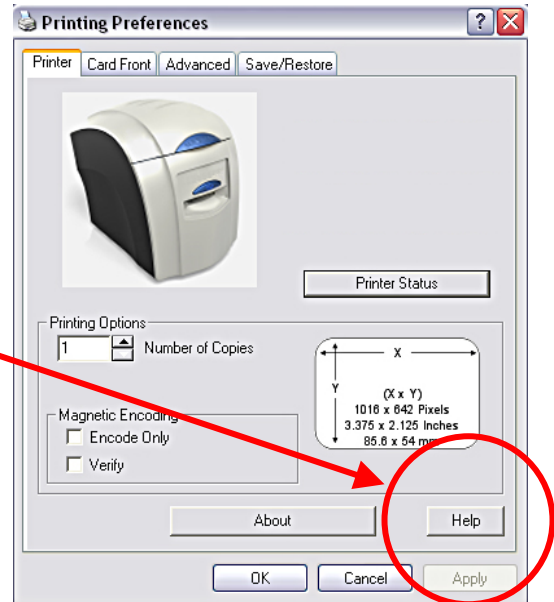 Printing Preferences
Printer Card Front Advanced Save/Restore
Printer Status
Printing Options
1 Number of Copies
X
Y
(X x Y)
1016 x 642 Pixels
3.375 x 2.125 Inches
85.6 x 54 mm
Magnetic Encoding
Encode Only
Verify
About Help
OK Cancel Apply